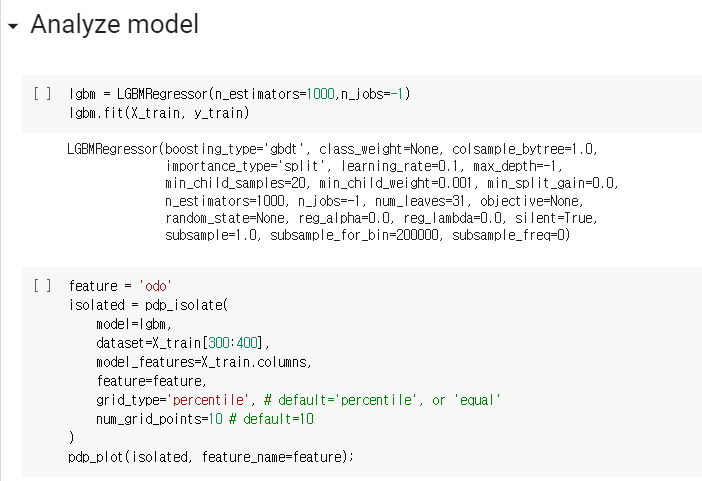 Analyze model
[ ] lgbm = LGBMRegressor(n_estimators=1000,n_jobs=-1)
lgbm.fit(X_train, y_train)
LGBMRegressor(boosting_type='gbdt', class_weight=None, colsample_bytree=1.0,
importance_type='split', learning_rate=0.1, max_depth=-1,
min_child_samples=20, min_child_weight=0.001, min_split_gain=0.0,
n_estimators=1000, n_jobs=-1, num_leaves=31, objective=None,
random_state=None, reg_alpha=0.0, reg_lambda=0.0, silent=True,
subsample=1.0, subsample_for_bin=200000, subsample_freq=0)
[ ] feature = 'odo'
isolated = pdp_isolate(
model=lgbm,
dataset=X_train[300:400],
model_features=X_train.columns,
feature=feature,
grid_type='percentile', # default='percentile', or 'equal'
num_grid_points=10 # default=10
)
pdp_plot(isolated, feature_name=feature);